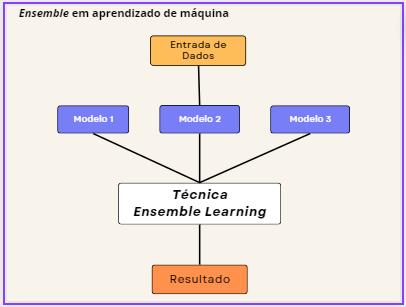 Ensemble em aprendizado de máquina
Entrada de
Dados
Modelo 1
Modelo 2
Modelo 3
Técnica
Ensemble Learning
Resultado